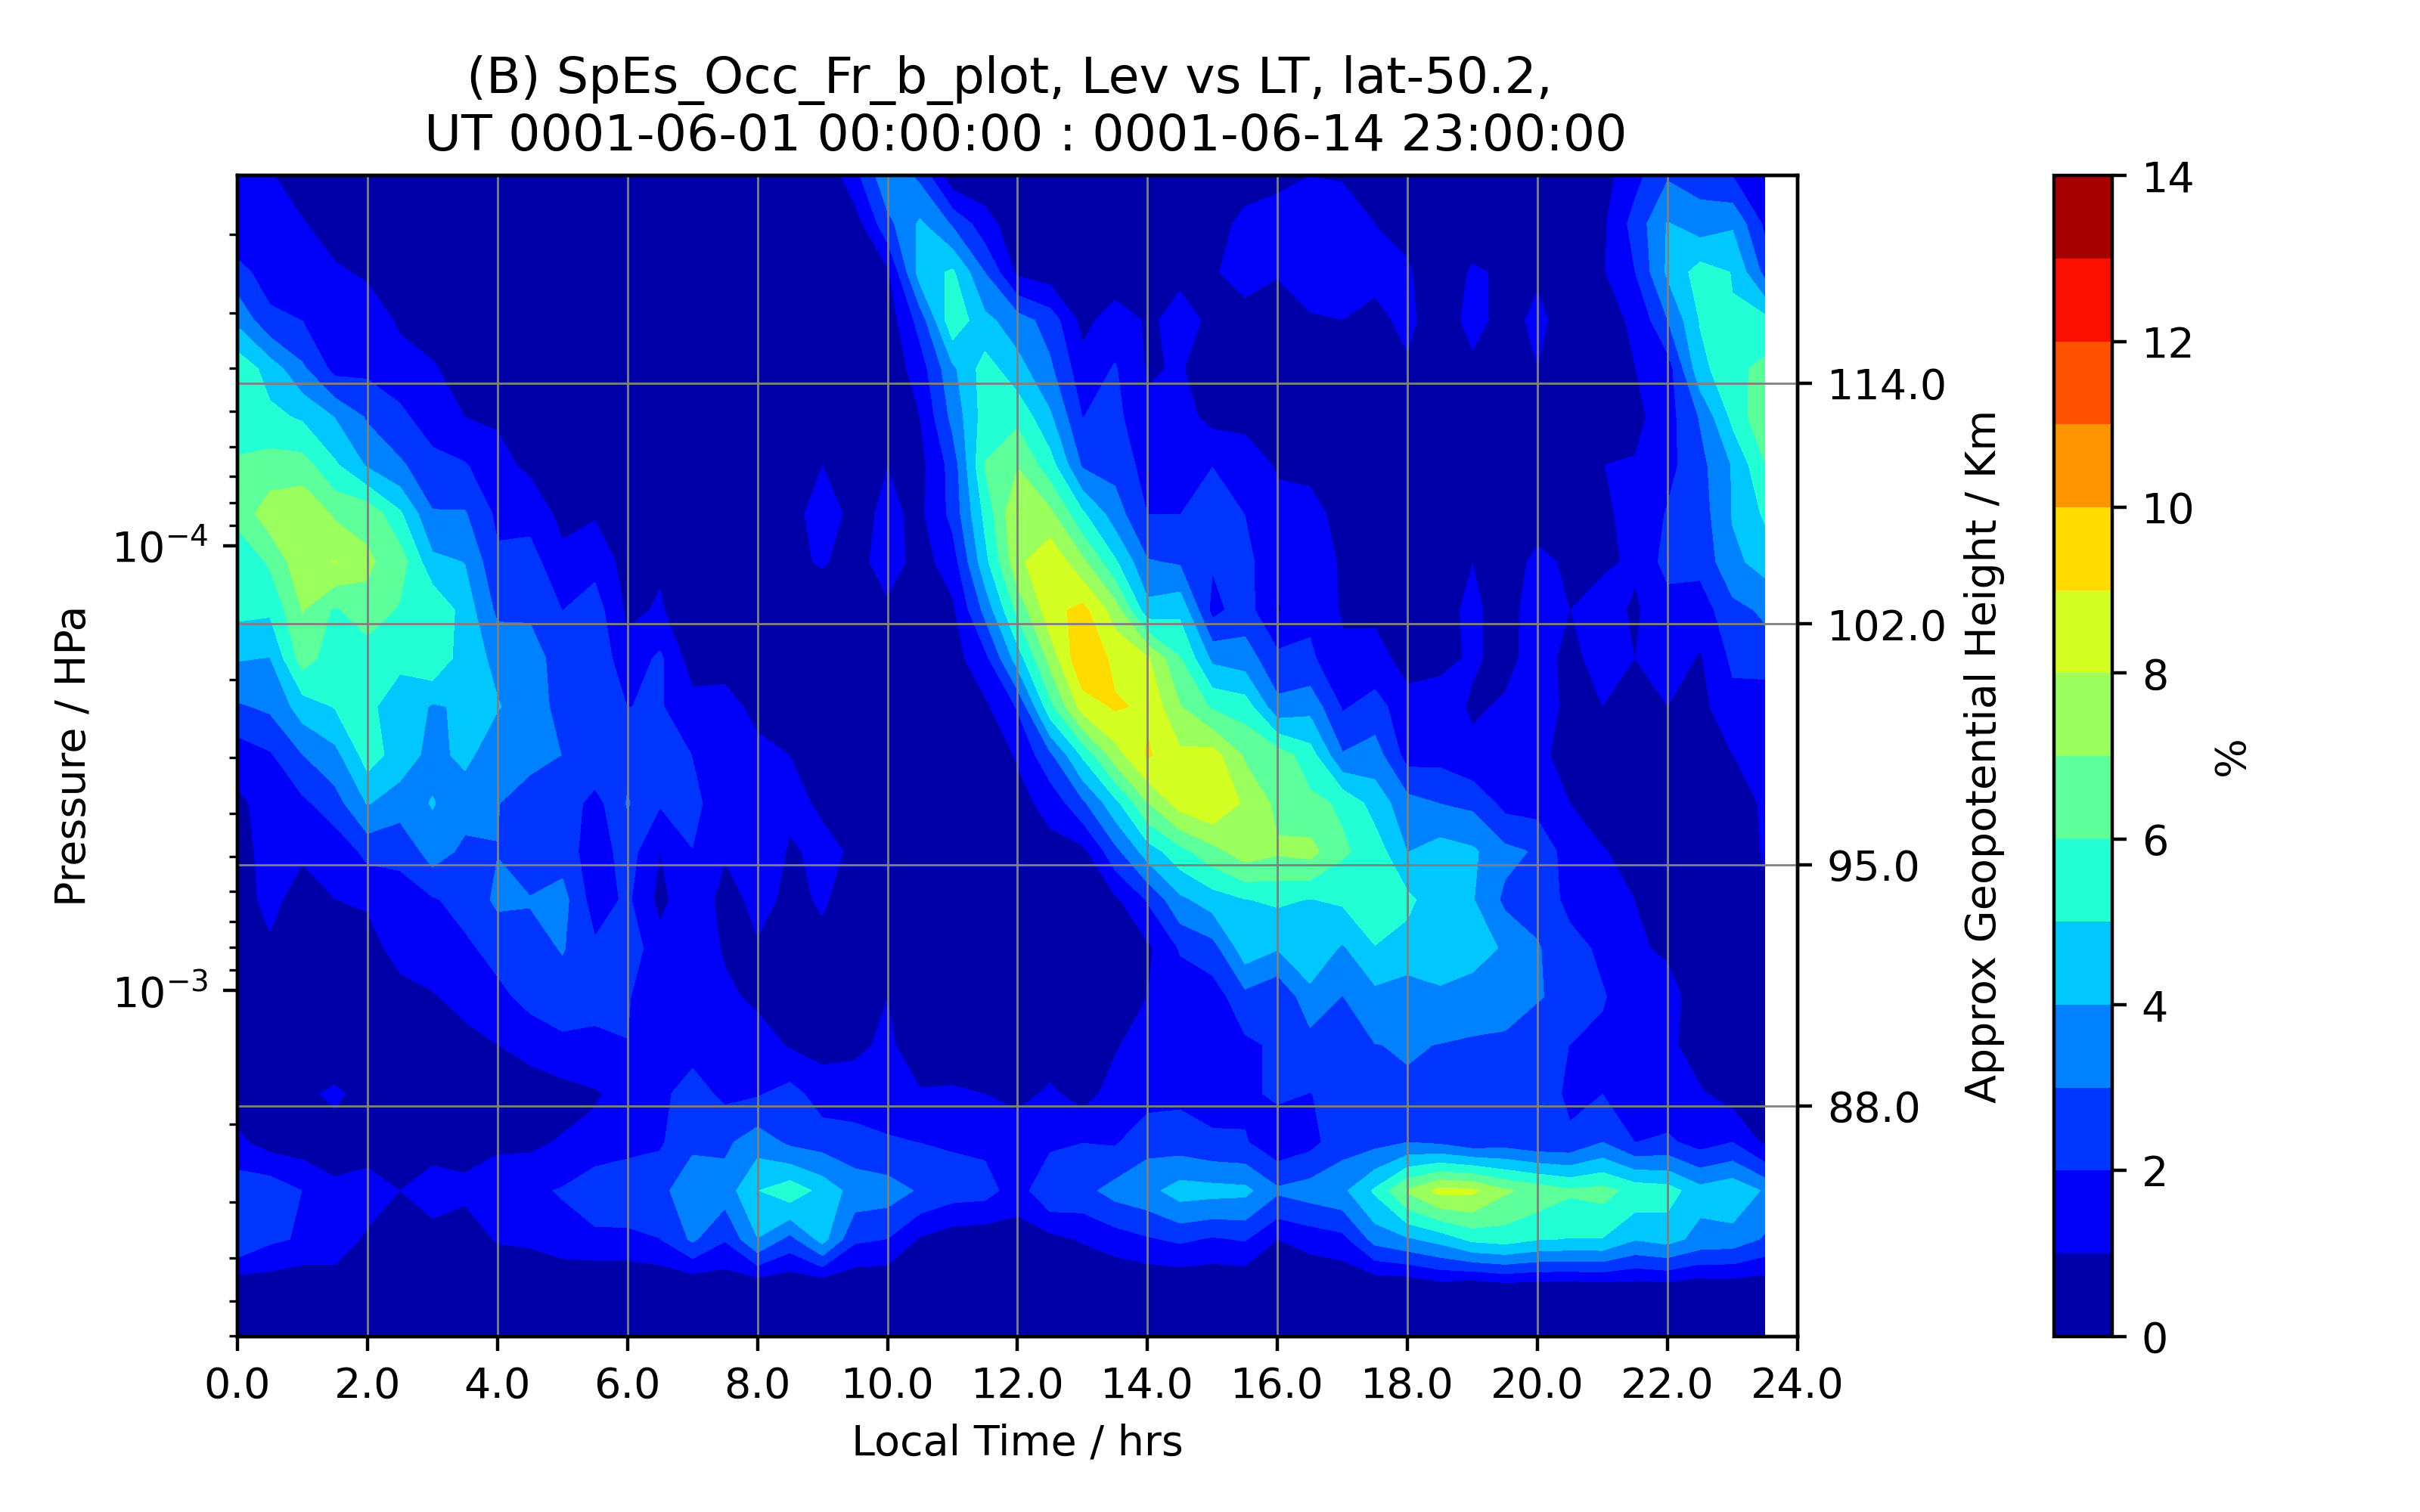 (B) SpEs_Occ_Fr_b_plot, Lev vs LT, lat-50.2,
UT 0001-06-01 00:00:00 : 0001-06-14 23:00:00
Pressure / HPa
10⁻⁴
10⁻³
0.0 2.0 4.0 6.0 8.0 10.0 12.0 14.0 16.0 18.0 20.0 22.0 24.0
Local Time / hrs
114.0
102.0
95.0
88.0
Approx Geopotential Height / Km
14
12
10
8
6
4
2
0
%